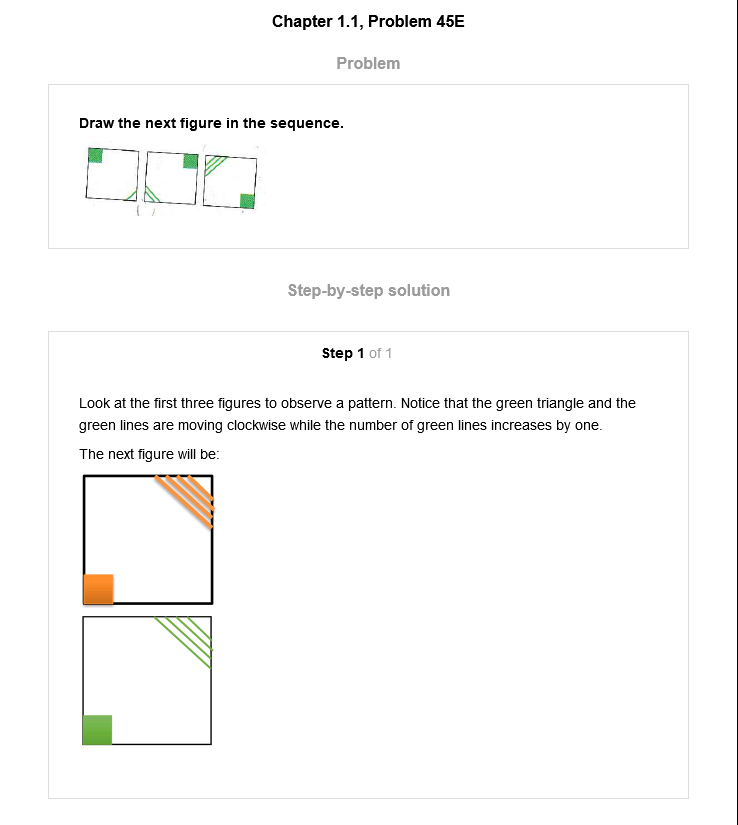 Chapter 1.1, Problem 45E
Problem
Draw the next figure in the sequence.
Step-by-step solution
Step 1 of 1
Look at the first three figures to observe a pattern. Notice that the green triangle and the
green lines are moving clockwise while the number of green lines increases by one.
The next figure will be: